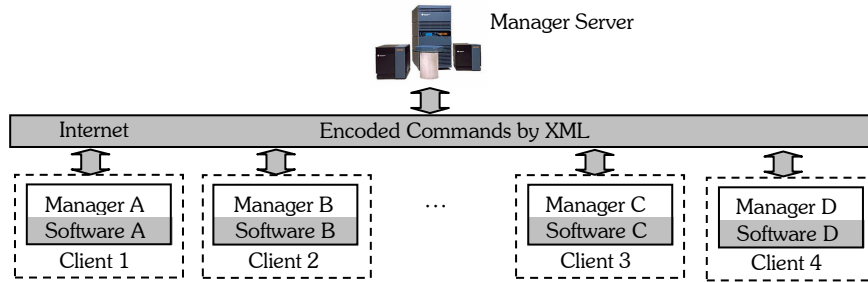 Manager Server
Internet
Encoded Commands by XML
Manager A
Software A
Client 1
Manager B
Software B
Client 2
…
Manager C
Software C
Client 3
Manager D
Software D
Client 4